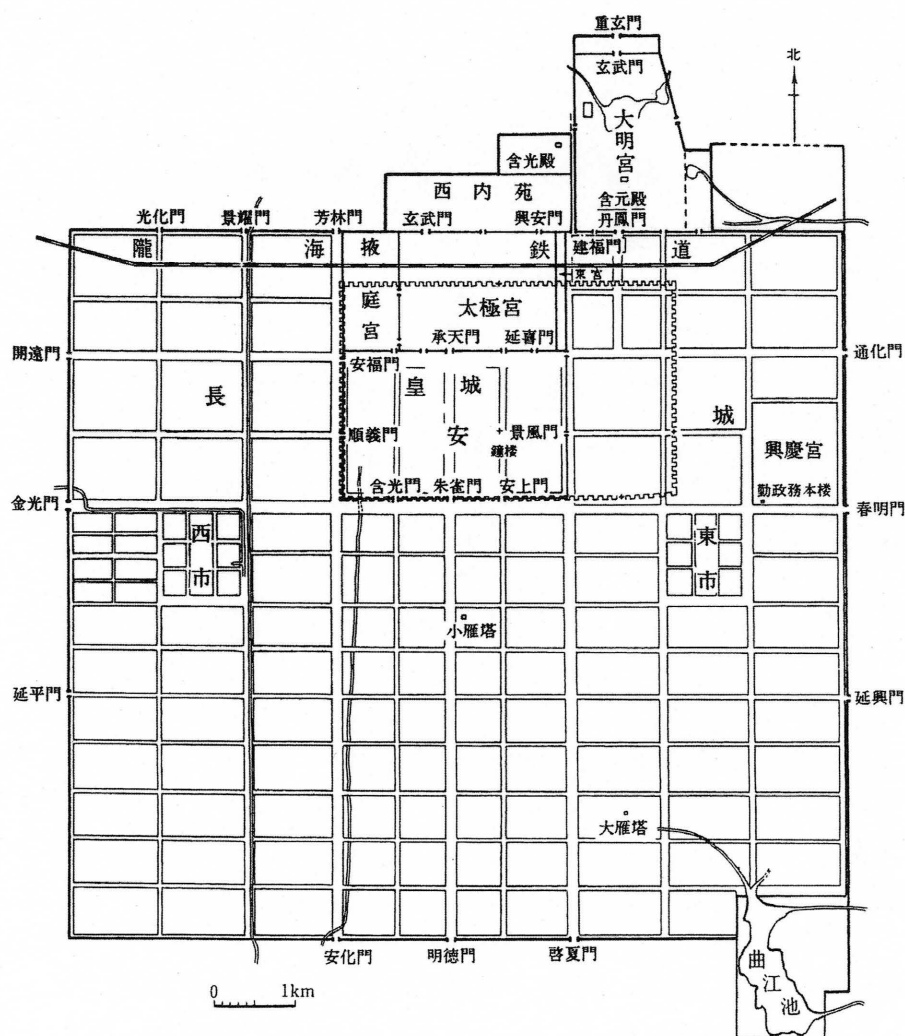 重玄門
北
玄武門
大明宮
含光殿
西内苑
含元殿
光化門 景耀門 芳林門 玄武門 興安門 丹鳳門
隴 海 掖 鉄 建福門 道
東宮
庭宮 太極宮
承天門 延喜門
開遠門 通化門
安福門
長 皇 城 城
順義門 安 景風門
鐘楼
興慶宮
含光門 朱雀門 安上門 勤政務本楼
金光門 春明門
西市 東市
小雁塔
延平門 延興門
大雁塔
安化門 明徳門 啓夏門
曲江池
0 1km